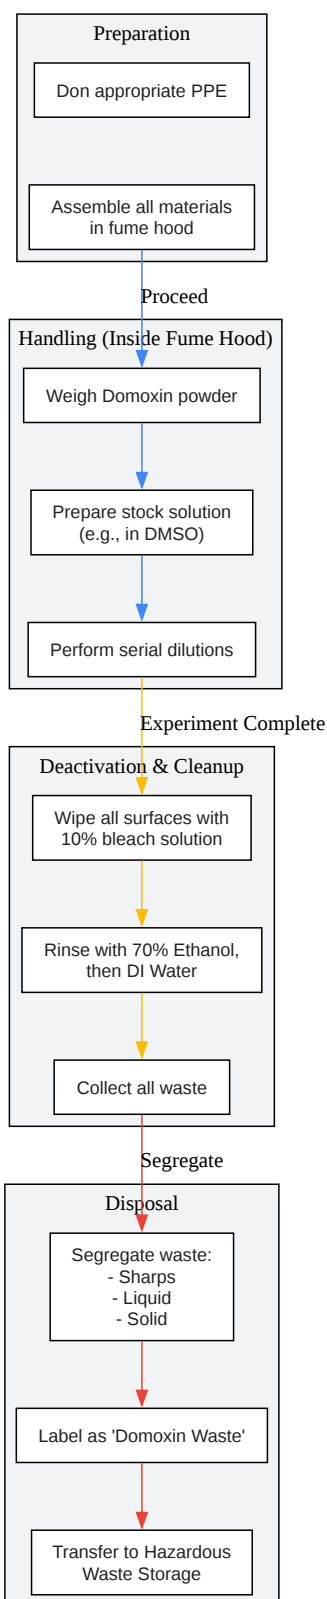 Preparation
Don appropriate PPE
Assemble all materials
in fume hood
Proceed
Handling (Inside Fume Hood)
Weigh Domoxin powder
Prepare stock solution
(e.g., in DMSO)
Perform serial dilutions
Experiment Complete
Deactivation & Cleanup
Wipe all surfaces with
10% bleach solution
Rinse with 70% Ethanol,
then DI Water
Collect all waste
Segregate
Disposal
Segregate waste:
- Sharps
- Liquid
- Solid
Label as 'Domoxin Waste'
Transfer to Hazardous
Waste Storage